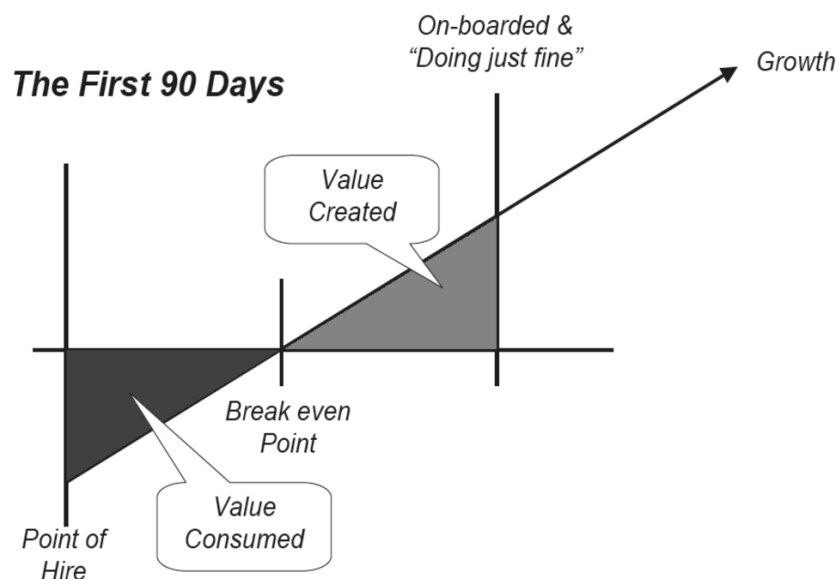 On-boarded &
“Doing just fine”
Growth
The First 90 Days
Value
Created
Break even
Point
Value
Consumed
Point of
Hire